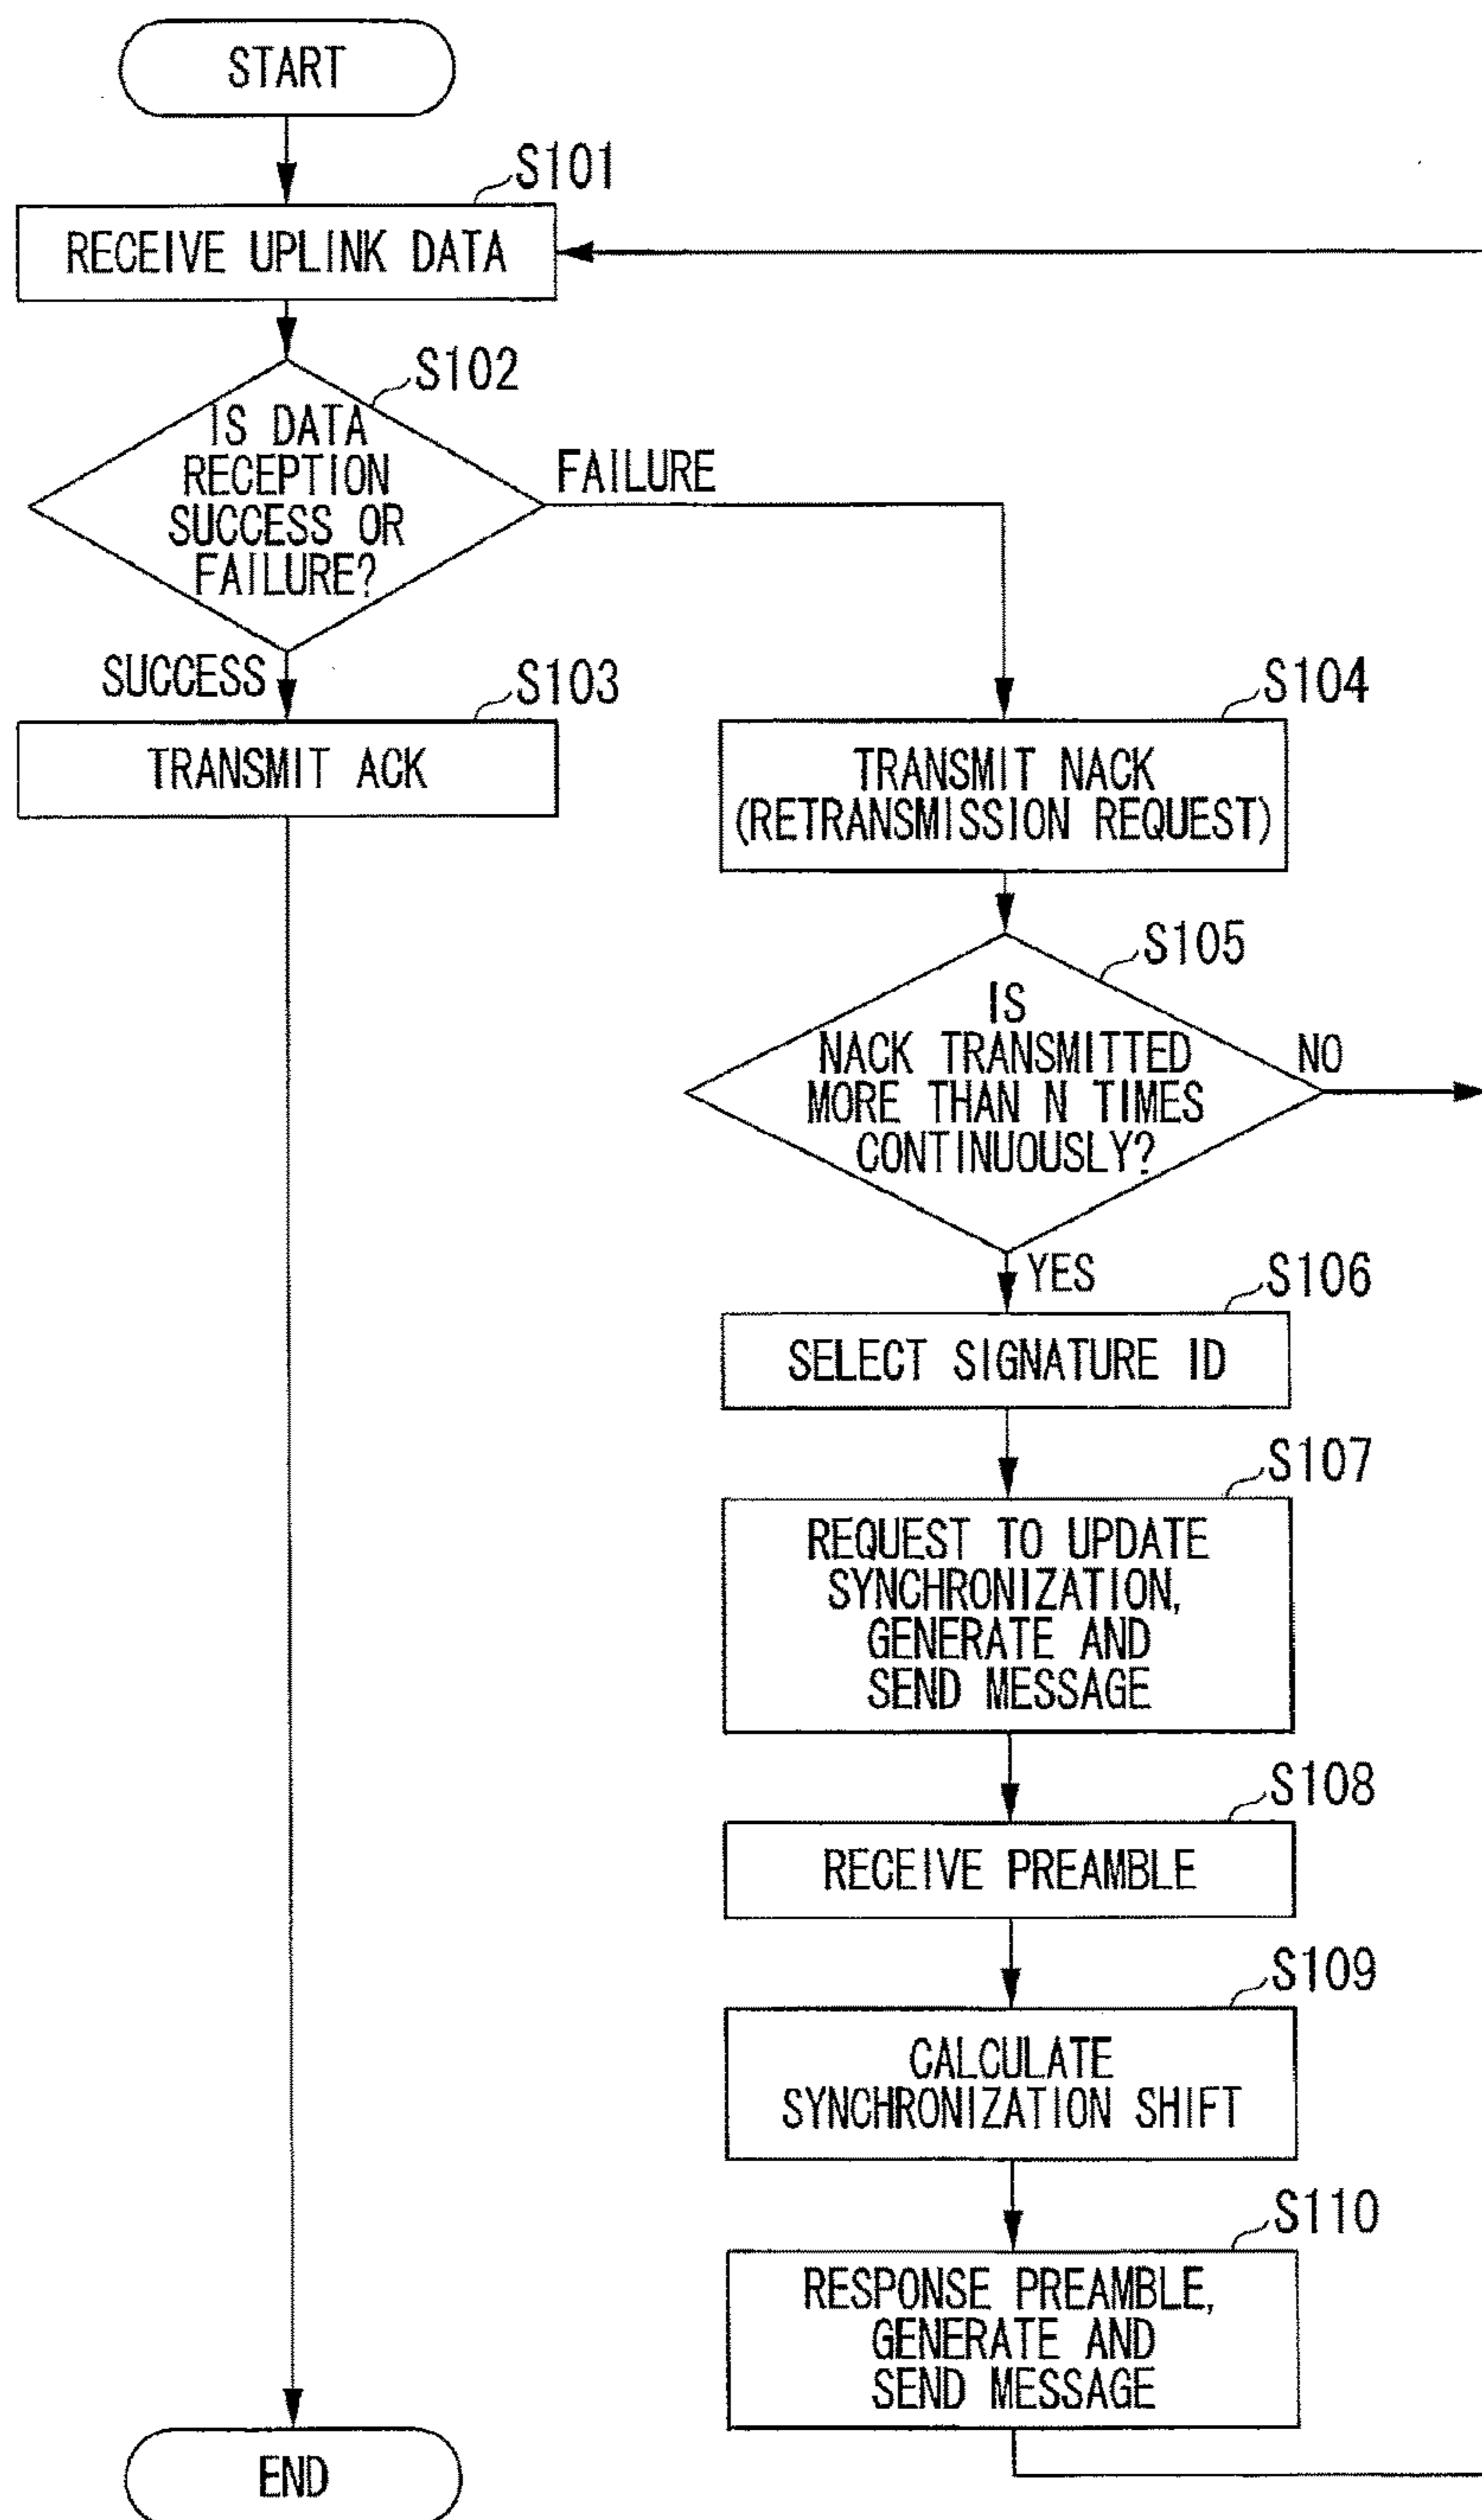 START
S101
RECEIVE UPLINK DATA
S102
IS DATA
RECEPTION
SUCCESS OR
FAILURE?
FAILURE
SUCCESS
S103
TRANSMIT ACK
S104
TRANSMIT NACK
(RETRANSMISSION REQUEST)
S105
IS
NACK TRANSMITTED
MORE THAN N TIMES
CONTINUOUSLY?
NO
YES
S106
SELECT SIGNATURE ID
S107
REQUEST TO UPDATE
SYNCHRONIZATION,
GENERATE AND
SEND MESSAGE
S108
RECEIVE PREAMBLE
S109
CALCULATE
SYNCHRONIZATION SHIFT
S110
RESPONSE PREAMBLE,
GENERATE AND
SEND MESSAGE
END